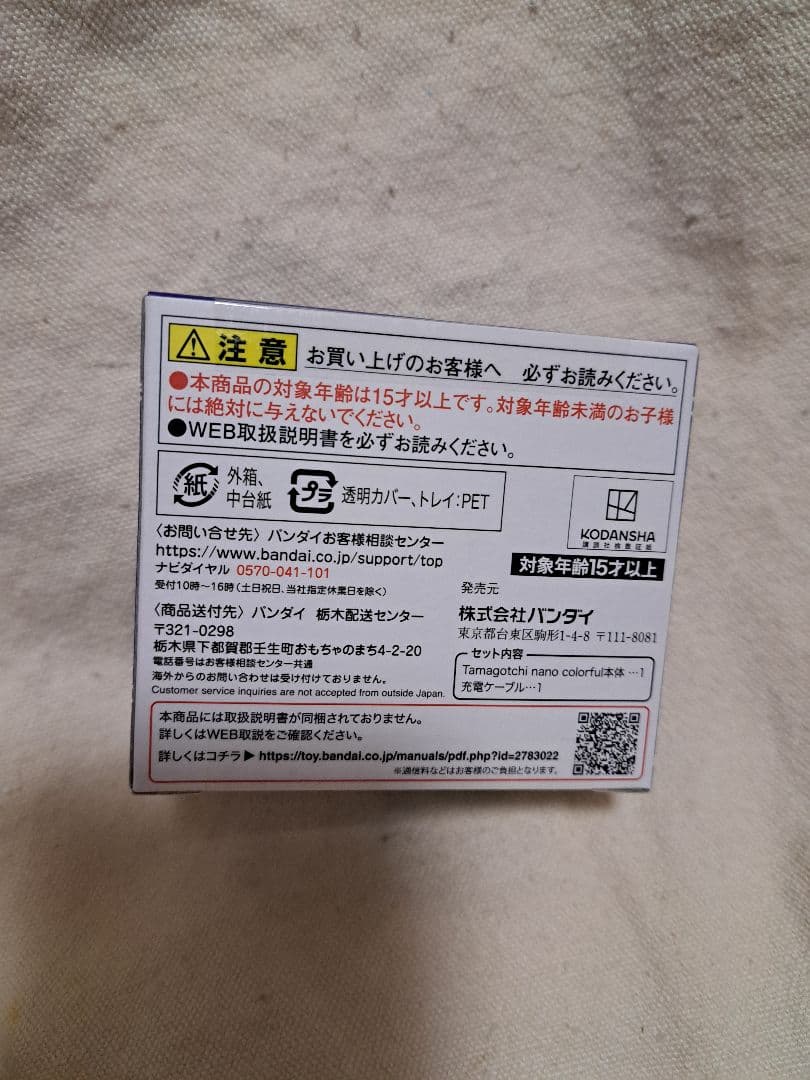 注意 お買い上げのお客様へ 必ずお読みください。
●本商品の対象年齢は15才以上です。対象年齢未満のお子様
には絶対に与えないでください。
●WEB取扱説明書を必ずお読みください。
紙 外箱、
中台紙
プラ 透明カバー、トレイ:PET
KODANSHA
講談社検査証紙
〈お問い合せ先〉バンダイお客様相談センター
https://www.bandai.co.jp/support/top
ナビダイヤル 0570-041-101
受付10時〜16時(土日祝日、当社指定休業日を除く)
〈商品送付先〉バンダイ 栃木配送センター
〒321-0298
栃木県下都賀郡壬生町おもちゃのまち4-2-20
電話番号はお客様相談センター共通
海外からのお問い合わせは受け付けておりません。
Customer service inquiries are not accepted from outside Japan.
対象年齢15才以上
発売元
株式会社バンダイ
東京都台東区駒形1-4-8 〒111-8081
セット内容
Tamagotchi nano colorful本体…1
充電ケーブル…1
本商品には取扱説明書が同梱されておりません。
詳しくはWEB取説をご確認ください。
詳しくはコチラ▶ https://toy.bandai.co.jp/manuals/pdf.php?id=2783022
※通信料などはお客様のご負担となります。